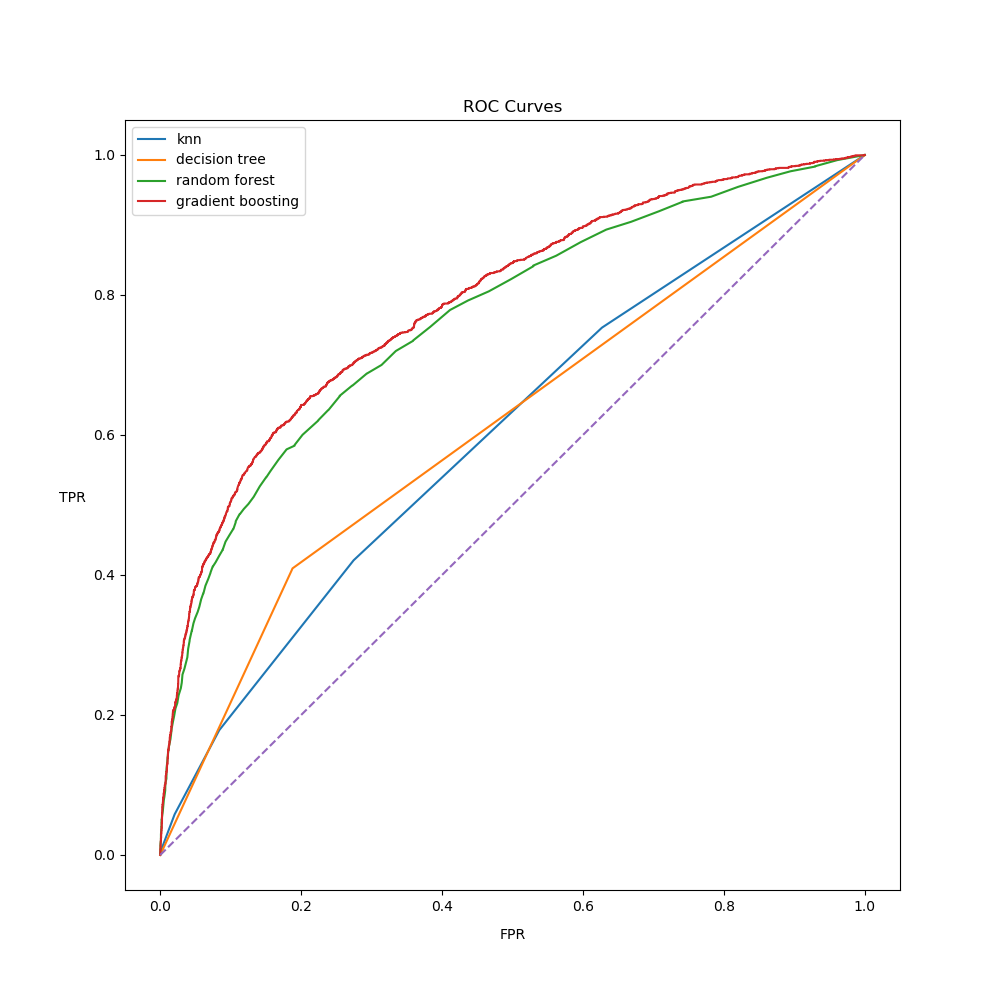 ROC Curves
knn
decision tree
random forest
gradient boosting
1.0
0.8
0.6
TPR
0.4
0.2
0.0
0.0 0.2 0.4 0.6 0.8 1.0
FPR